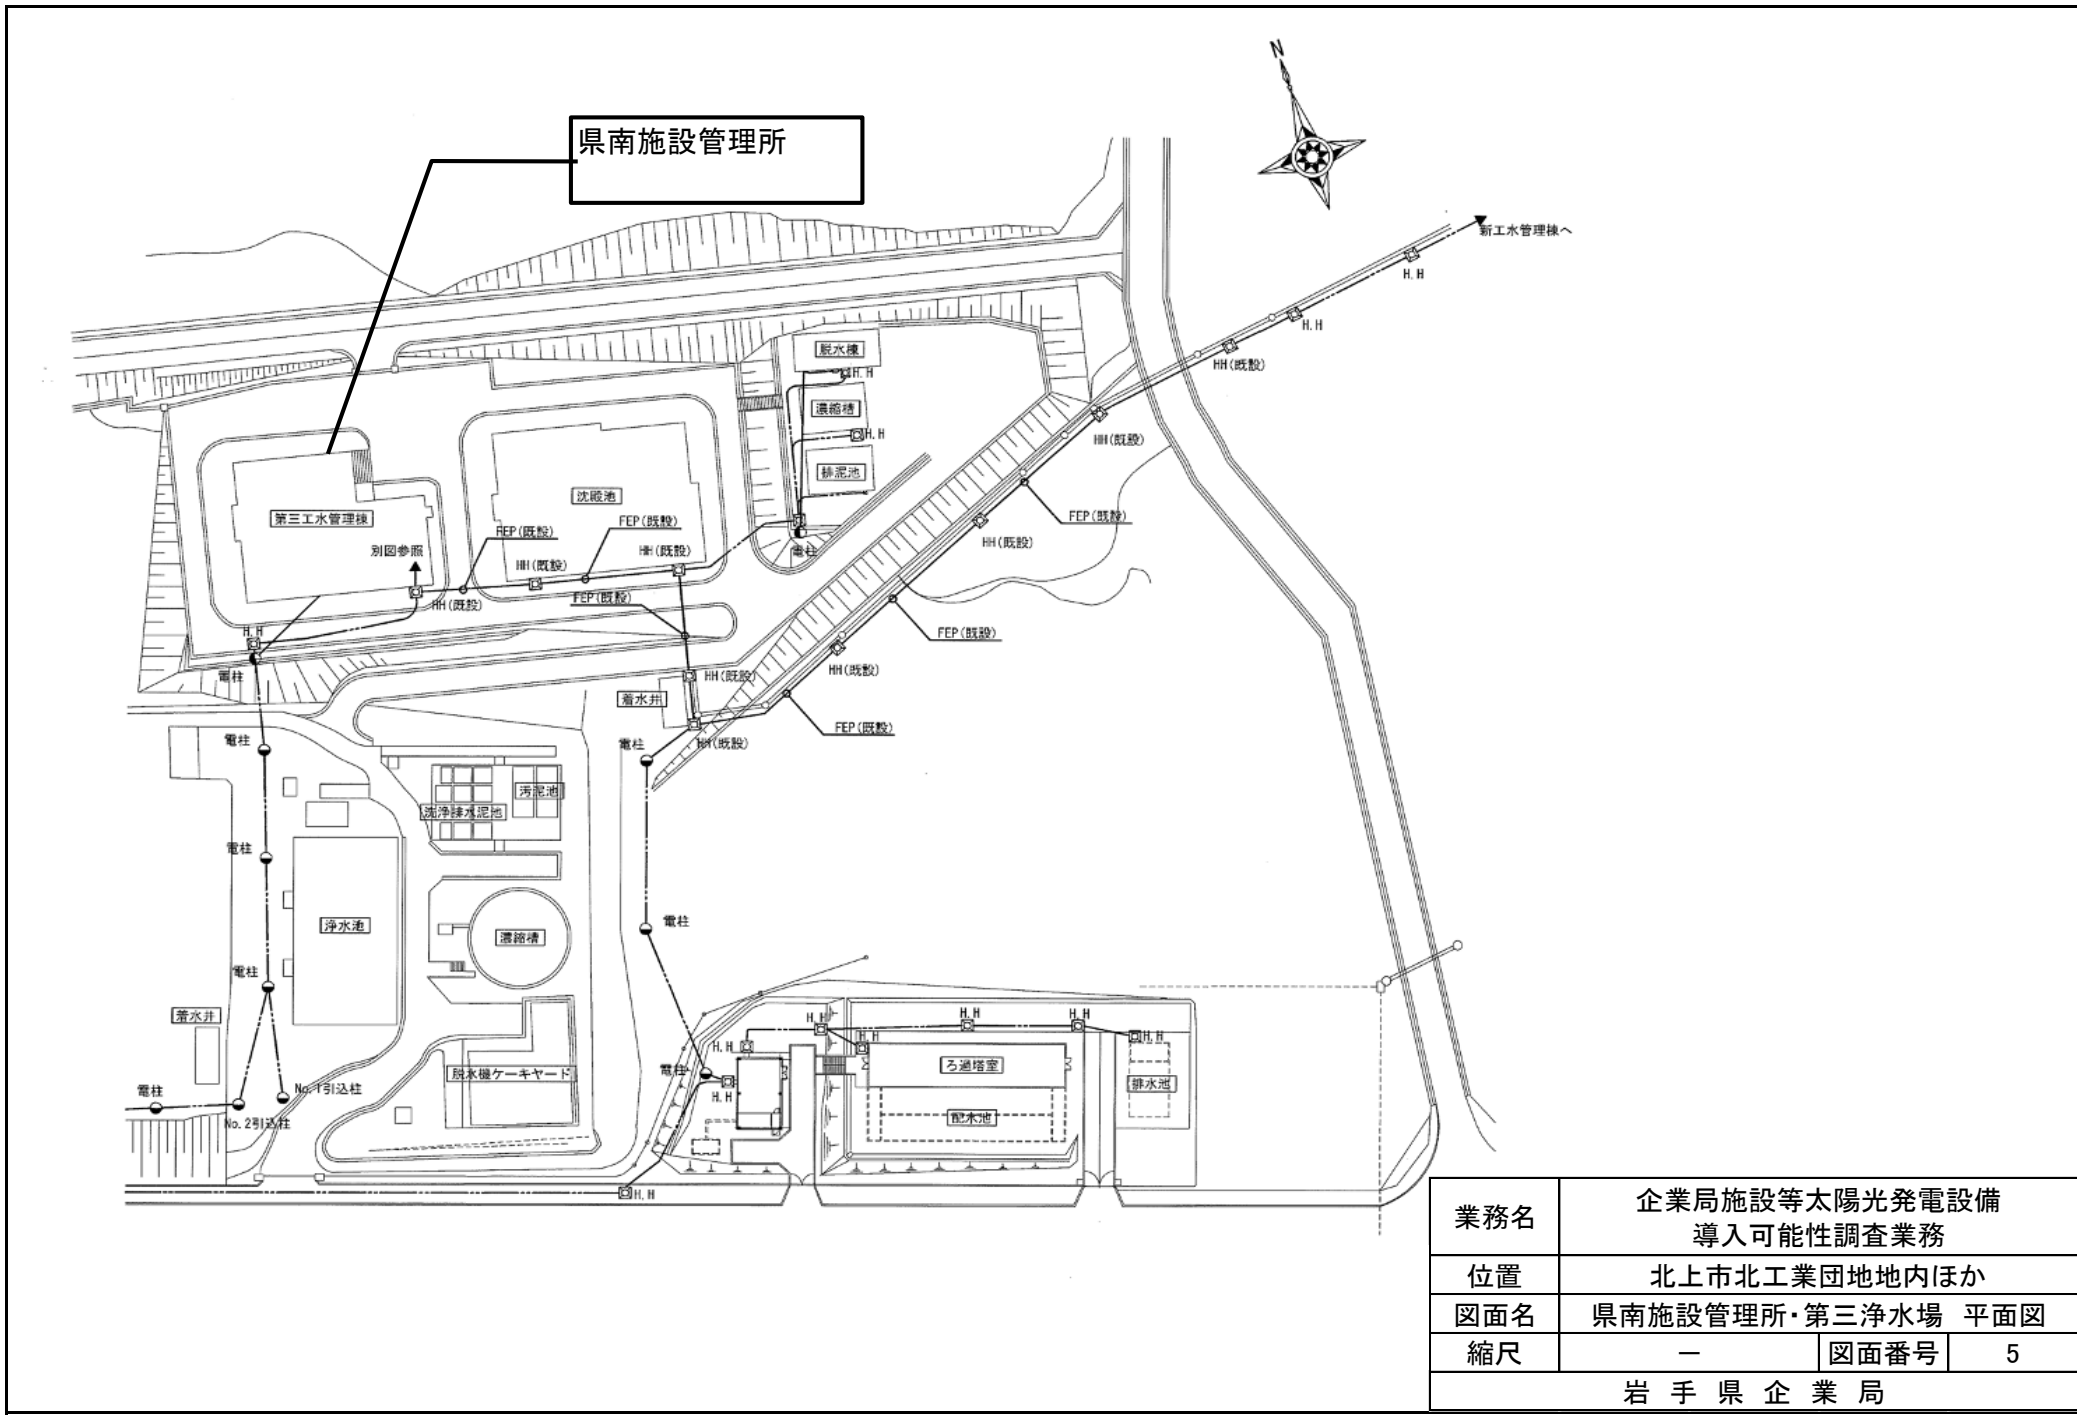 N
県南施設管理所
新工水管理棟へ
H.H
H.H
HH(既設)
脱水棟
H.H
濃縮槽
H.H
HH(既設)
排泥池
沈殿池
第三工水管理棟
FEP(既設)
FEP(既設)
FEP(既設)
電柱
HH(既設)
別図参照
HH(既設)
HH(既設)
HH(既設)
FEP(既設)
H.H
FEP(既設)
HH(既設)
電柱
HH(既設)
着水井
FEP(既設)
電柱
電柱
HH(既設)
汚泥池
洗浄排水泥池
電柱
浄水池
電柱
濃縮槽
電柱
着水井
H.H
H.H
H.H
H.H
H.H
H.H
ろ過塔室
電柱
脱水機ケーキヤード
排水池
電柱
No.1引込柱
H.H
配水池
No.2引込柱
H.H
業務名
企業局施設等太陽光発電設備
導入可能性調査業務
位置
北上市北工業団地地内ほか
図面名
県南施設管理所・第三浄水場 平面図
縮尺
－
図面番号
5
岩手県企業局